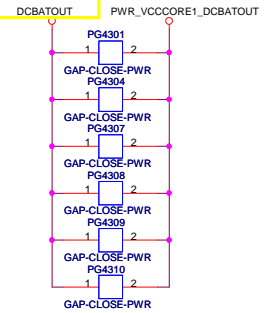 DCBATOUT PWR_VCCCORE1_DCBATOUT
PG4301
1 2
GAP-CLOSE-PWR
PG4304
1 2
GAP-CLOSE-PWR
PG4307
1 2
GAP-CLOSE-PWR
PG4308
1 2
GAP-CLOSE-PWR
PG4309
1 2
GAP-CLOSE-PWR
PG4310
1 2
GAP-CLOSE-PWR